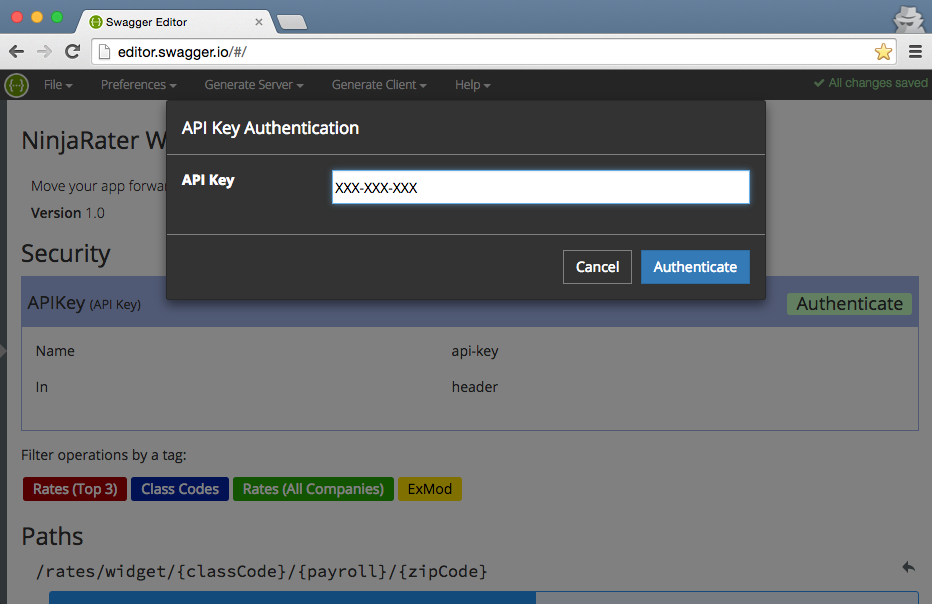 Swagger Editor
editor.swagger.io/#/
File Preferences Generate Server Generate Client Help All changes saved
API Key Authentication
NinjaRater W
API Key XXX-XXX-XXX
Move your app forwar
Version 1.0
Security
Cancel Authenticate
APIKey (API Key) Authenticate
Name api-key
In header
Filter operations by a tag:
Rates (Top 3) Class Codes Rates (All Companies) ExMod
Paths
/rates/widget/{classCode}/{payroll}/{zipCode}